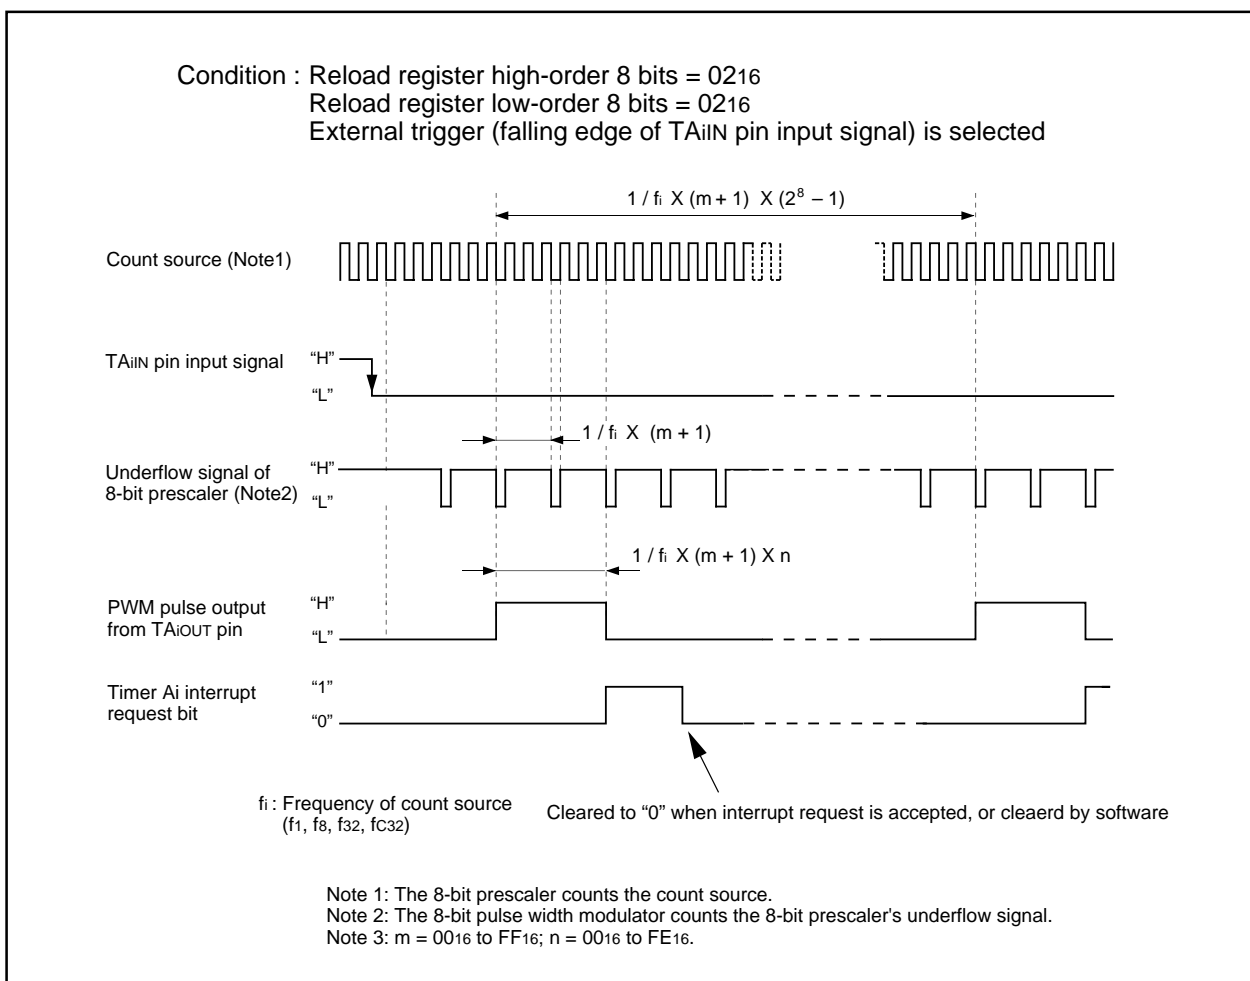 Condition : Reload register high-order 8 bits = 0216
Reload register low-order 8 bits = 0216
External trigger (falling edge of TAiIN pin input signal) is selected
1 / fi X (m + 1) X (2⁸ – 1)
Count source (Note1)
TAiIN pin input signal
“H”
“L”
1 / fi X (m + 1)
Underflow signal of
8-bit prescaler (Note2)
“H”
“L”
1 / fi X (m + 1) X n
PWM pulse output
from TAiOUT pin
“H”
“L”
Timer Ai interrupt
request bit
“1”
“0”
fi : Frequency of count source
(f1, f8, f32, fC32)
Cleared to “0” when interrupt request is accepted, or cleaerd by software
Note 1: The 8-bit prescaler counts the count source.
Note 2: The 8-bit pulse width modulator counts the 8-bit prescaler's underflow signal.
Note 3: m = 0016 to FF16; n = 0016 to FE16.